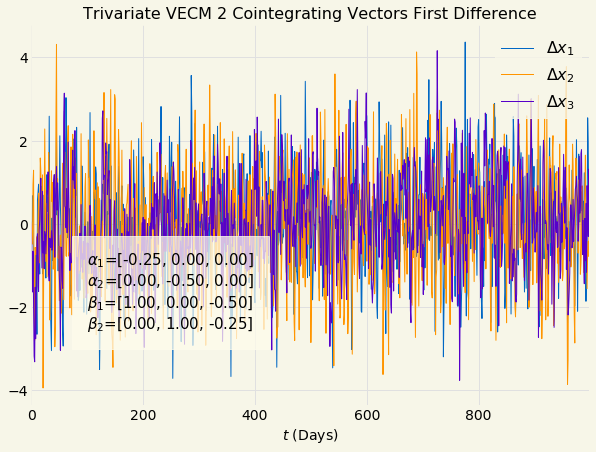 Trivariate VECM 2 Cointegrating Vectors First Difference
Δx₁
Δx₂
Δx₃
4
2
0
−2
−4
α₁=[-0.25, 0.00, 0.00]
α₂=[0.00, -0.50, 0.00]
β₁=[1.00, 0.00, -0.50]
β₂=[0.00, 1.00, -0.25]
0 200 400 600 800
t (Days)